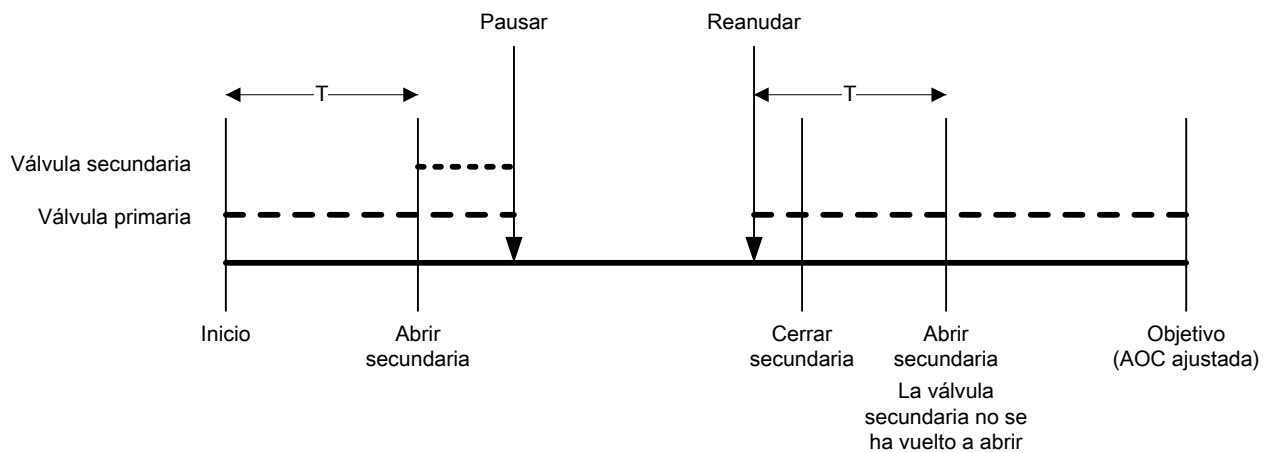 Pausar
Reanudar
T
T
Válvula secundaria
Válvula primaria
Inicio
Abrir
secundaria
Cerrar
secundaria
Abrir
secundaria
La válvula
secundaria no se
ha vuelto a abrir
Objetivo
(AOC ajustada)